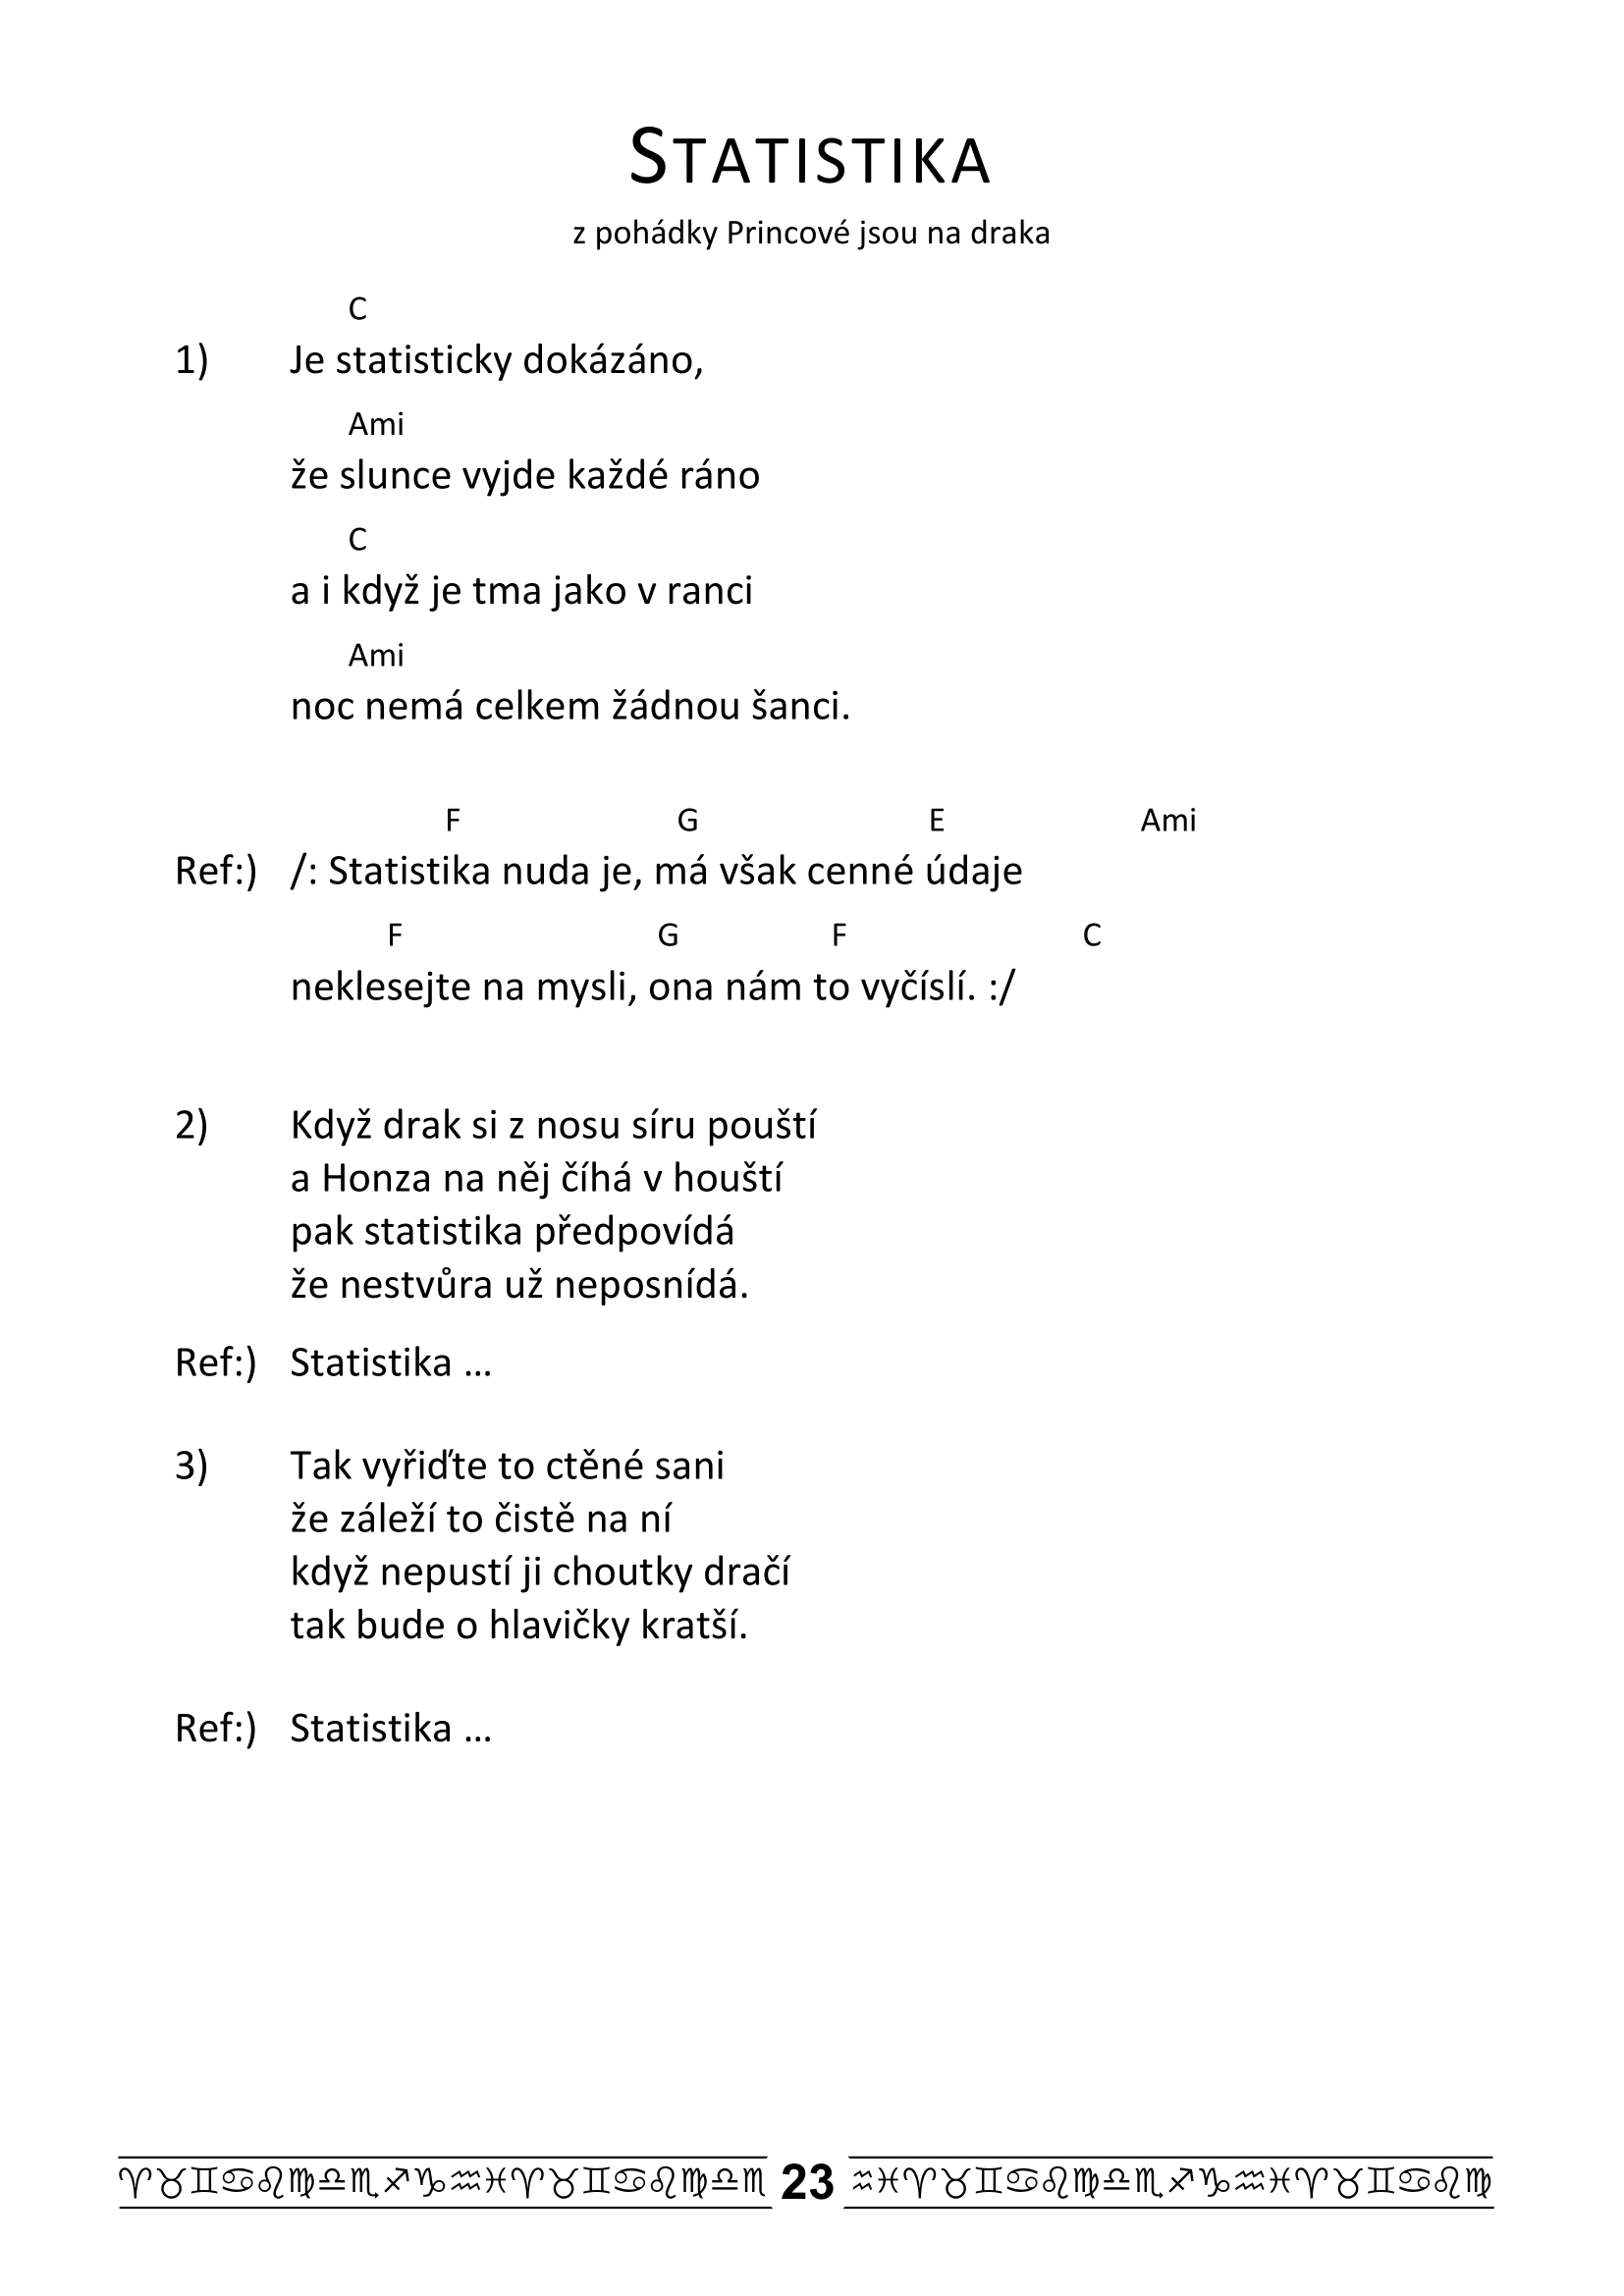 STATISTIKA
z pohádky Princové jsou na draka
C
1) Je statisticky dokázáno,
Ami
že slunce vyjde každé ráno
C
a i když je tma jako v ranci
Ami
noc nemá celkem žádnou šanci.
F G E Ami
Ref:) /: Statistika nuda je, má však cenné údaje
F G F C
neklesejte na mysli, ona nám to vyčíslí. :/
2) Když drak si z nosu síru pouští
a Honza na něj číhá v houští
pak statistika předpovídá
že nestvůra už neposnídá.
Ref:) Statistika ...
3) Tak vyřiďte to ctěné sani
že záleží to čistě na ní
když nepustí ji choutky dračí
tak bude o hlavičky kratší.
Ref:) Statistika ...
♈♉♊♋♌♍♎♏♐♑♒♓♈♉♊♋♌♍♎♏ 23 ♒♓♈♉♊♋♌♍♎♏♐♑♒♓♈♉♊♋♌♍